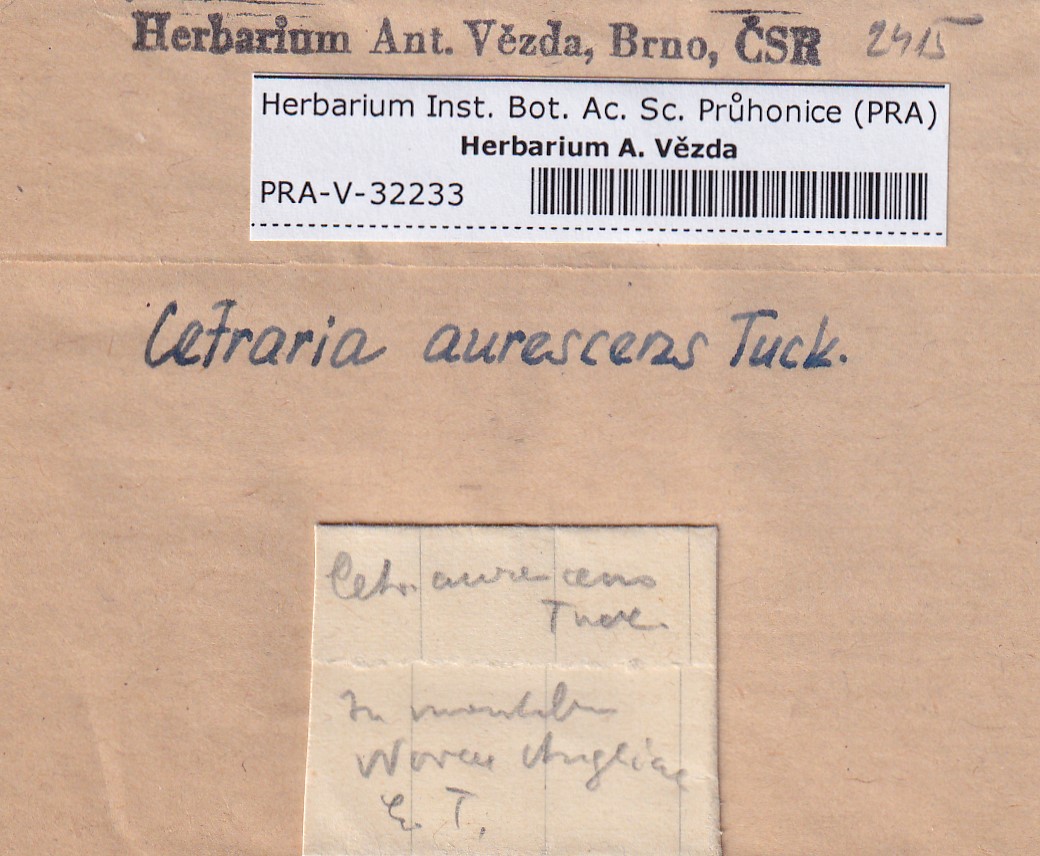 Herbarium Ant. Vězda, Brno, ČSR 2415
Herbarium Inst. Bot. Ac. Sc. Průhonice (PRA)
Herbarium A. Vězda
PRA-V-32233
Cetraria aurescens Tuck.
Cetr. aurescens
Tuck.
In montibus
Novae Angliae
E. T.